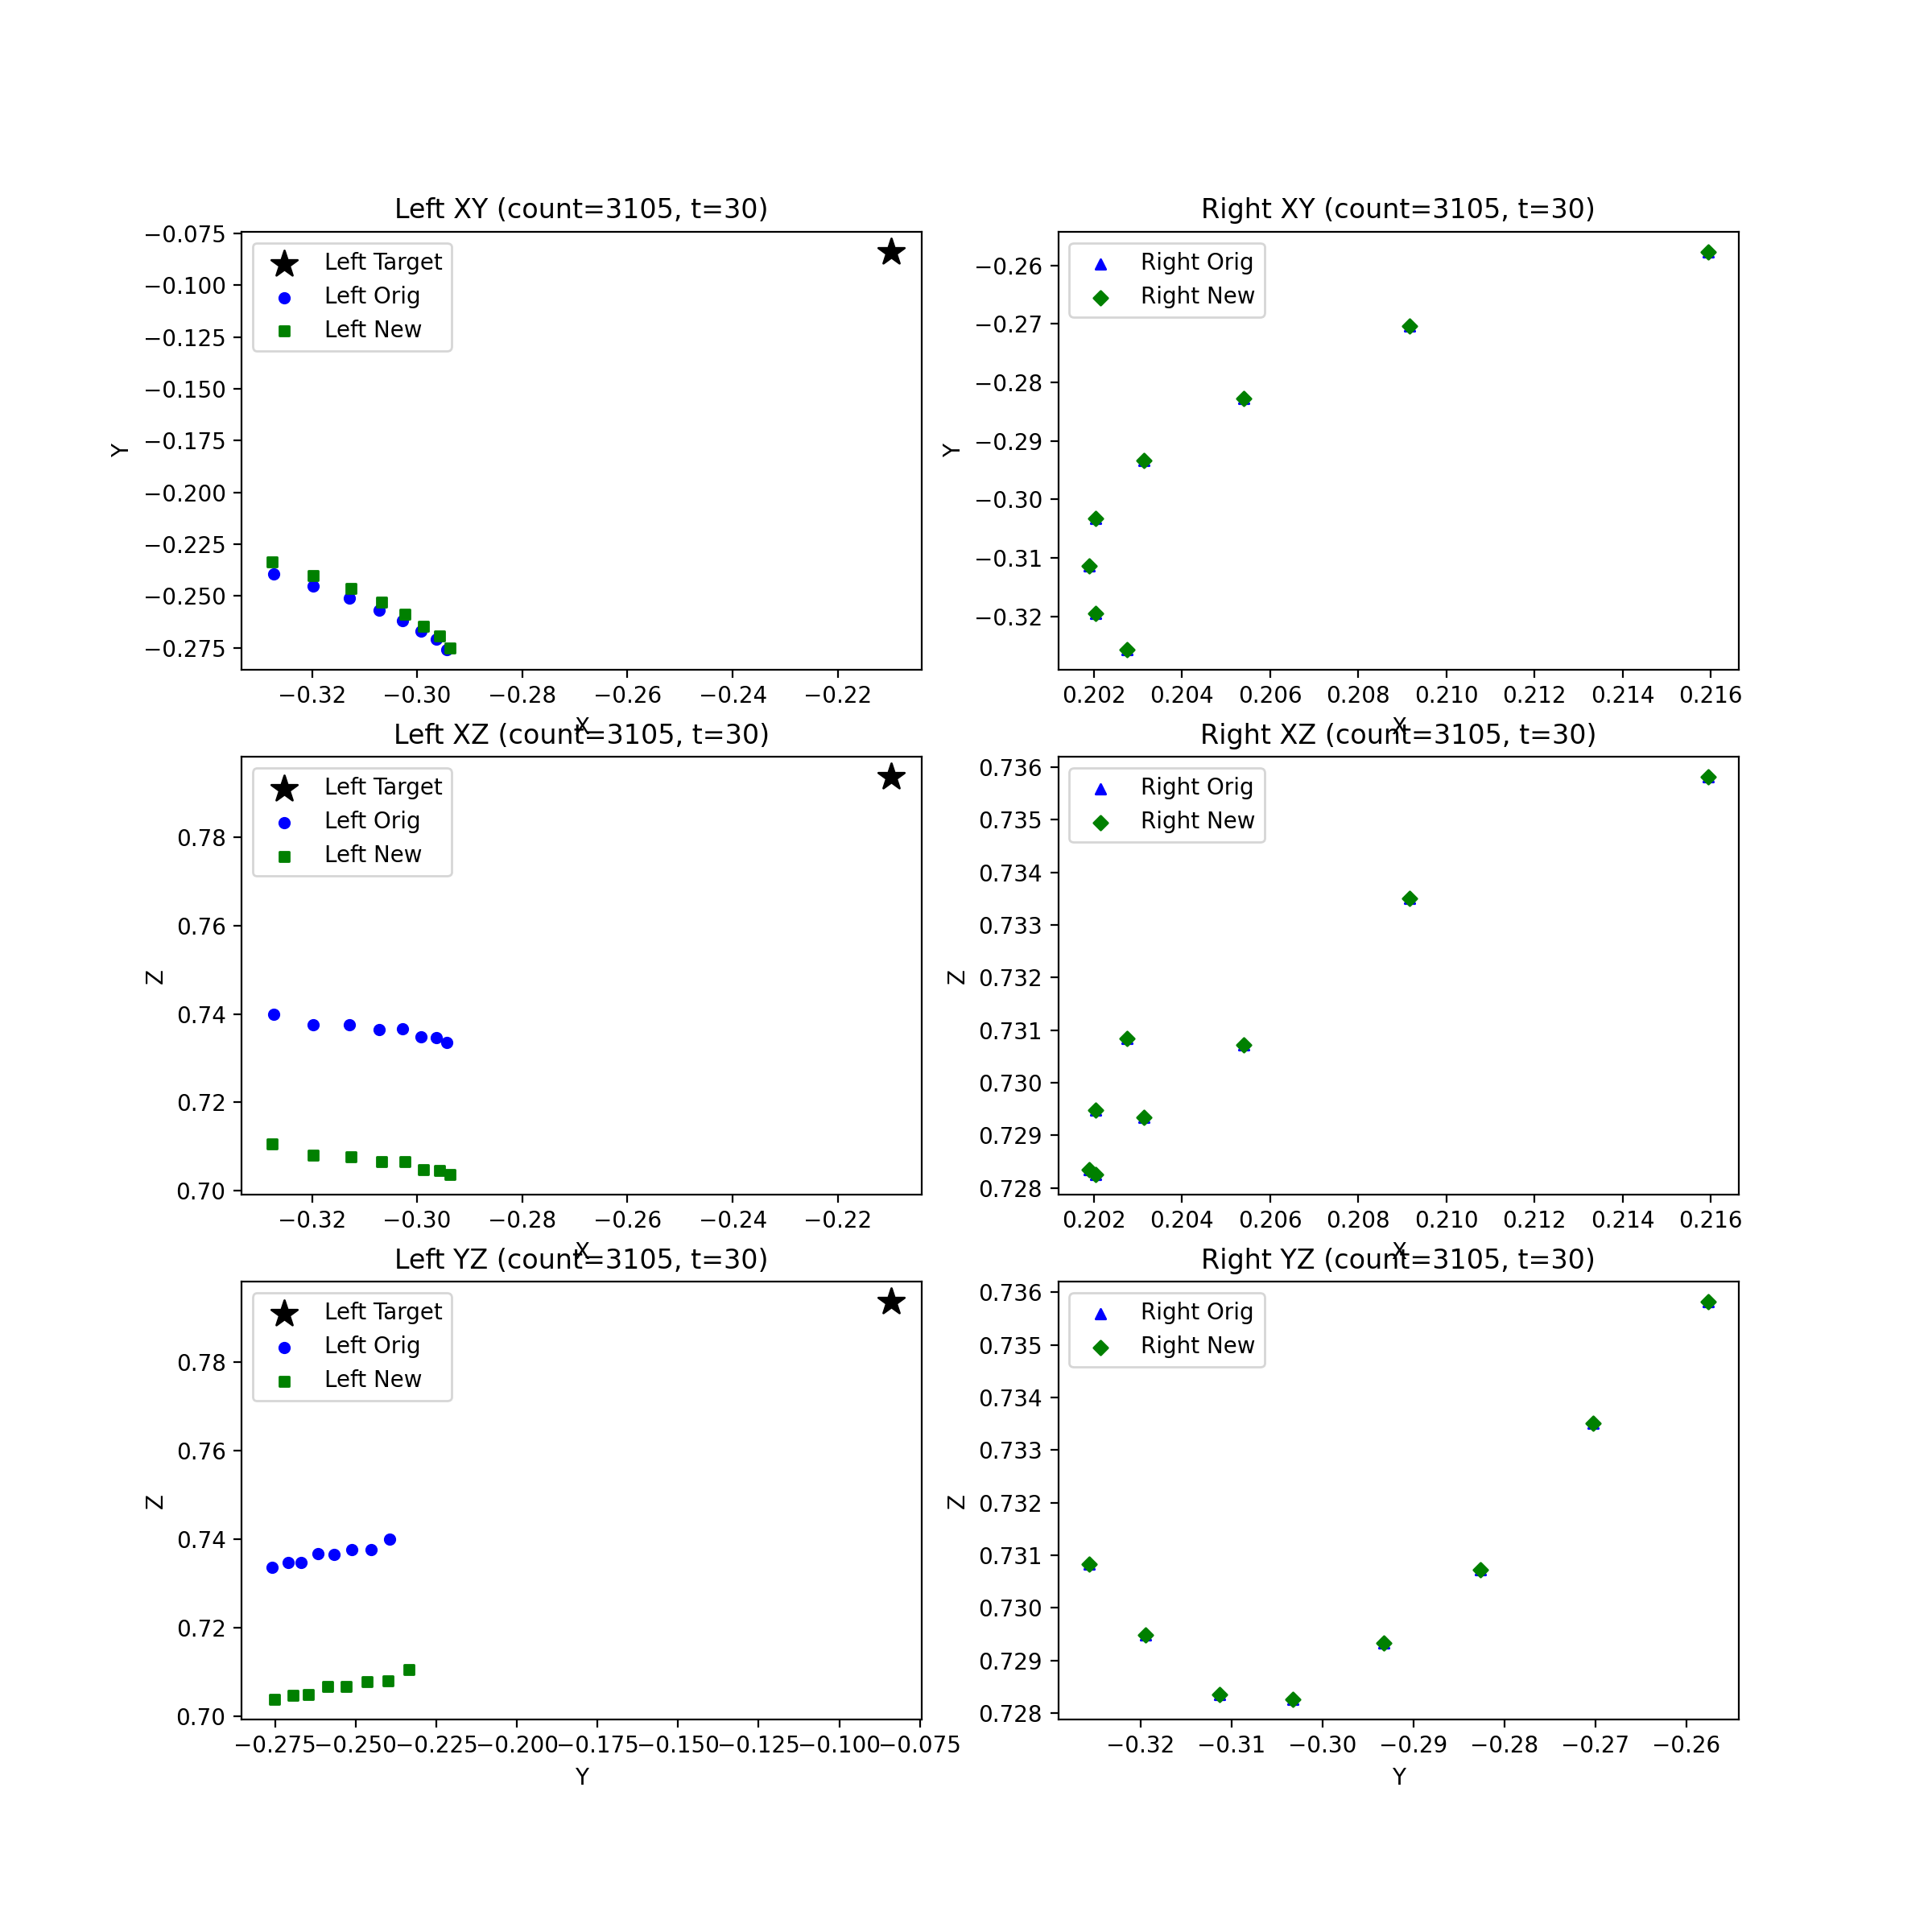 Left XY (count=3105, t=30)
Left Target
Left Orig
Left New
−0.075
−0.100
−0.125
−0.150
−0.175
−0.200
−0.225
−0.250
−0.275
Y
−0.32 −0.30 −0.28 −0.26 −0.24 −0.22
X
Right XY (count=3105, t=30)
Right Orig
Right New
−0.26
−0.27
−0.28
−0.29
−0.30
−0.31
−0.32
Y
0.202 0.204 0.206 0.208 0.210 0.212 0.214 0.216
X
Left XZ (count=3105, t=30)
Left Target
Left Orig
Left New
0.78
0.76
0.74
0.72
0.70
Z
−0.32 −0.30 −0.28 −0.26 −0.24 −0.22
X
Right XZ (count=3105, t=30)
Right Orig
Right New
0.736
0.735
0.734
0.733
0.732
0.731
0.730
0.729
0.728
Z
0.202 0.204 0.206 0.208 0.210 0.212 0.214 0.216
X
Left YZ (count=3105, t=30)
Left Target
Left Orig
Left New
0.78
0.76
0.74
0.72
0.70
Z
−0.275 −0.250 −0.225 −0.200 −0.175 −0.150 −0.125 −0.100 −0.075
Y
Right YZ (count=3105, t=30)
Right Orig
Right New
0.736
0.735
0.734
0.733
0.732
0.731
0.730
0.729
0.728
Z
−0.32 −0.31 −0.30 −0.29 −0.28 −0.27 −0.26
Y